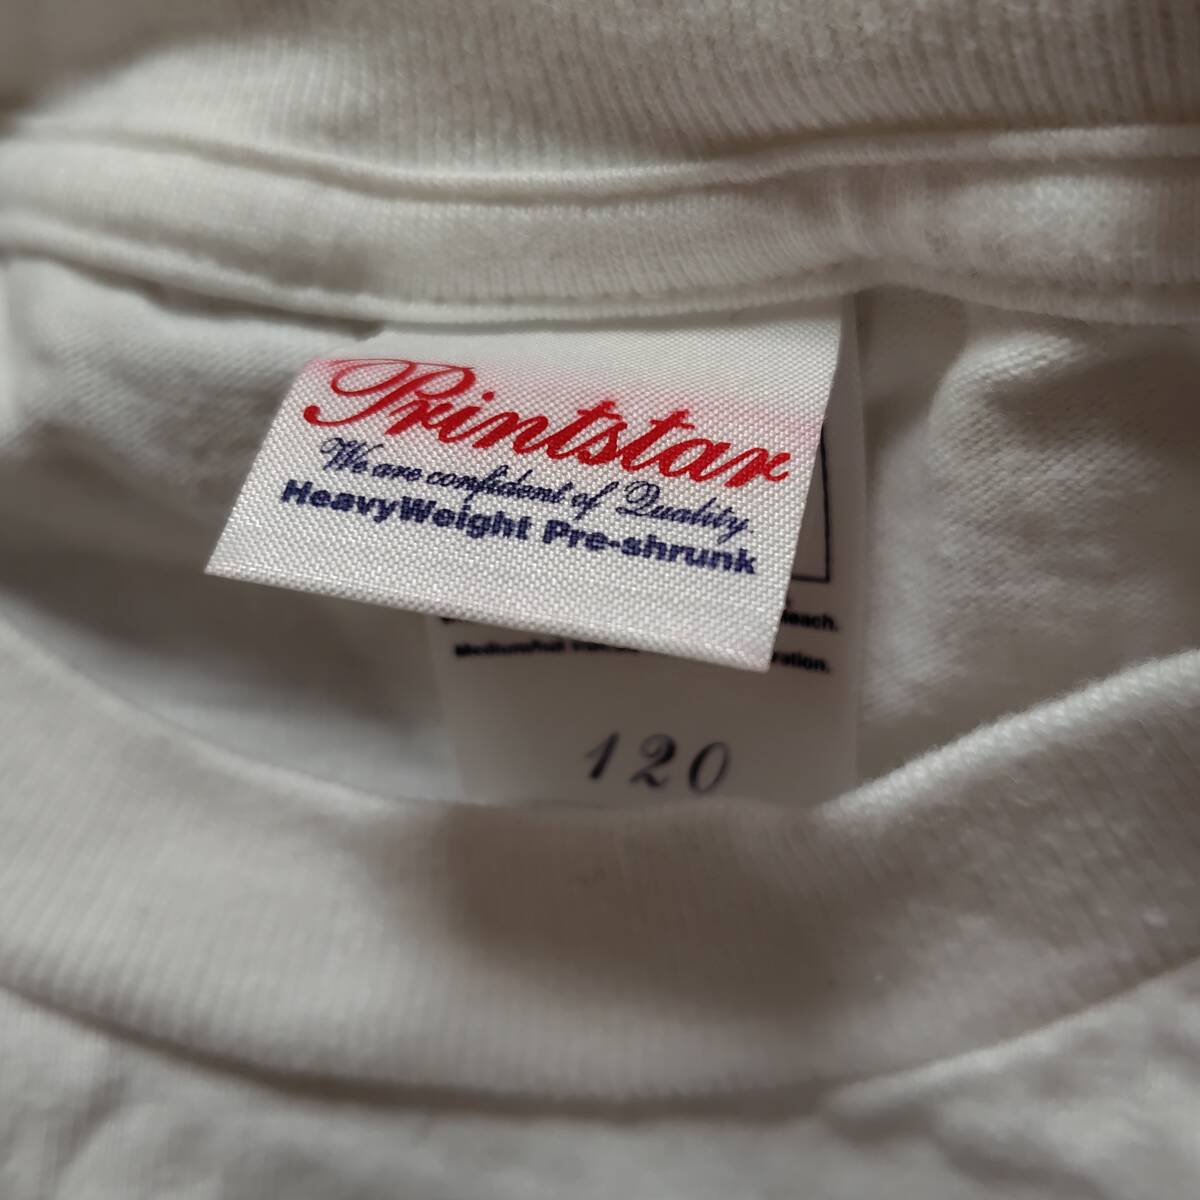 Printstar
We are confident of Quality.
HeavyWeight Pre-shrunk
120